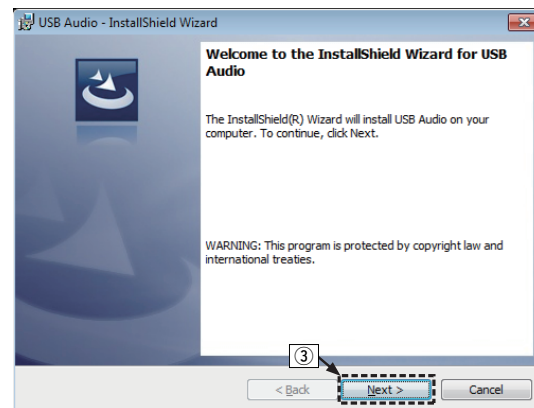 USB Audio - InstallShield Wizard
Welcome to the InstallShield Wizard for USB
Audio
The InstallShield(R) Wizard will install USB Audio on your
computer. To continue, click Next.
WARNING: This program is protected by copyright law and
international treaties.
③
< Back Next > Cancel